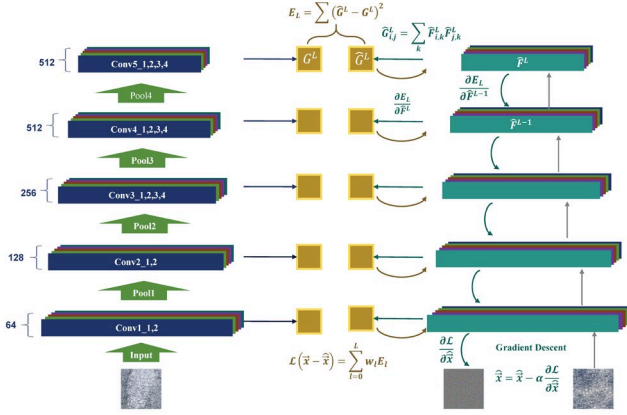 E_L = ∑ (Ĝ^L − G^L)^2
Ĝ^L_{i,j} = ∑_k F̂^L_{i,k} F̂^L_{j,k}
512
Conv5_1,2,3,4
G^L
Ĝ^L
F̂^L
Pool4
∂E_L/∂F̂^L
∂E_L/∂F̂^{L−1}
512
Conv4_1,2,3,4
F̂^{L−1}
Pool3
256
Conv3_1,2,3,4
Pool2
128
Conv2_1,2
Pool1
64
Conv1_1,2
Input
ℒ(x⃗ − x̂⃗) = ∑_{l=0}^{L} w_l E_l
∂ℒ/∂x̂⃗
Gradient Descent
x̂⃗ = x̂⃗ − α ∂ℒ/∂x̂⃗